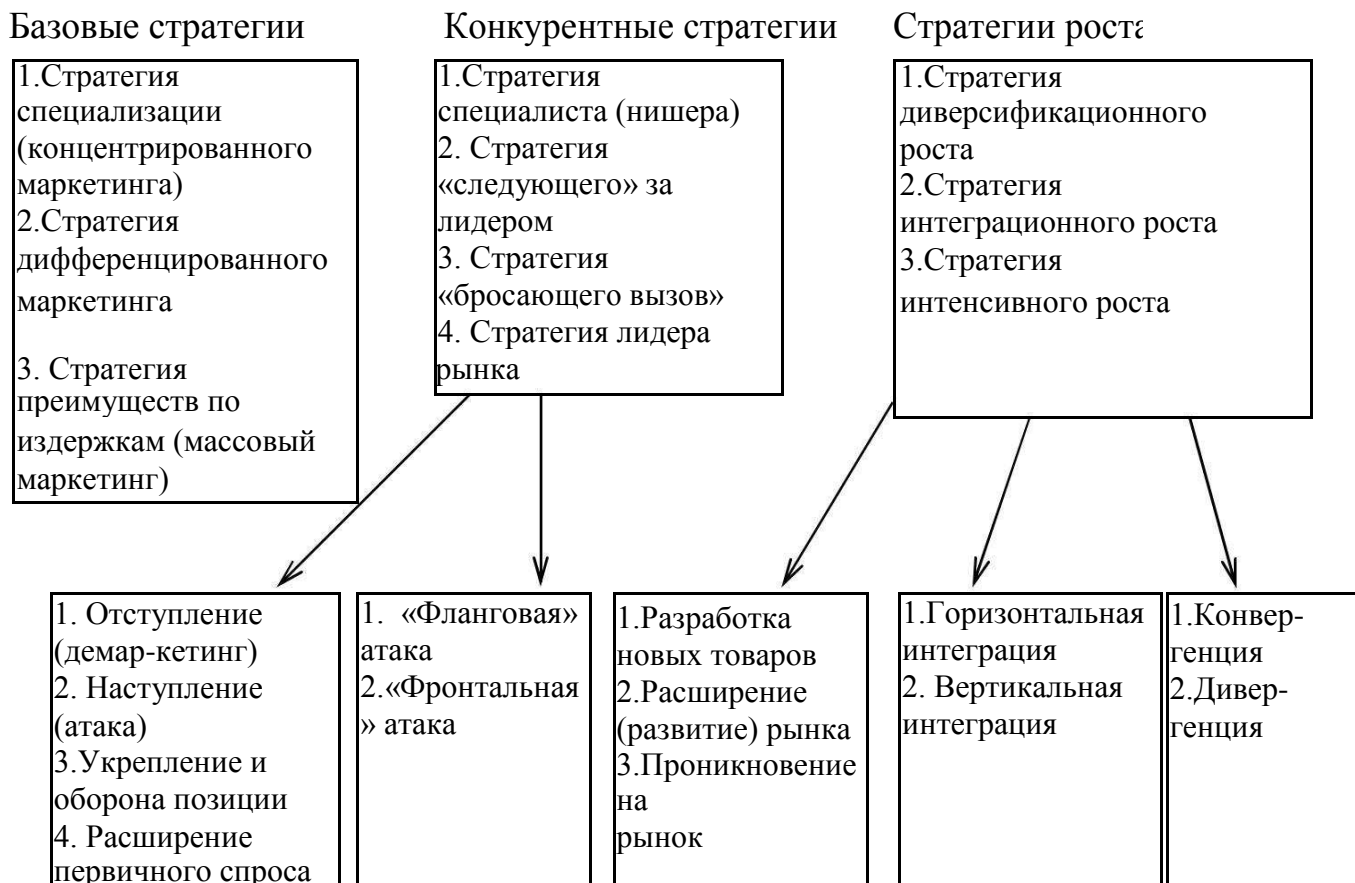 Базовые стратегии
1.Стратегия
специализации
(концентрированного
маркетинга)
2.Стратегия
дифференцированного
маркетинга
3. Стратегия
преимуществ по
издержкам (массовый
маркетинг)
Конкурентные стратегии
1.Стратегия
специалиста (нишера)
2. Стратегия
«следующего» за
лидером
3. Стратегия
«бросающего вызов»
4. Стратегия лидера
рынка
Стратегии роста
1.Стратегия
диверсификационного
роста
2.Стратегия
интеграционного роста
3.Стратегия
интенсивного роста
1. Отступление
(демар-кетинг)
2. Наступление
(атака)
3.Укрепление и
оборона позиции
4. Расширение
первичного спроса
1. «Фланговая»
атака
2.«Фронтальная
» атака
1.Разработка
новых товаров
2.Расширение
(развитие) рынка
3.Проникновение
на
рынок
1.Горизонтальная
интеграция
2. Вертикальная
интеграция
1.Конвер-
генция
2.Дивер-
генция